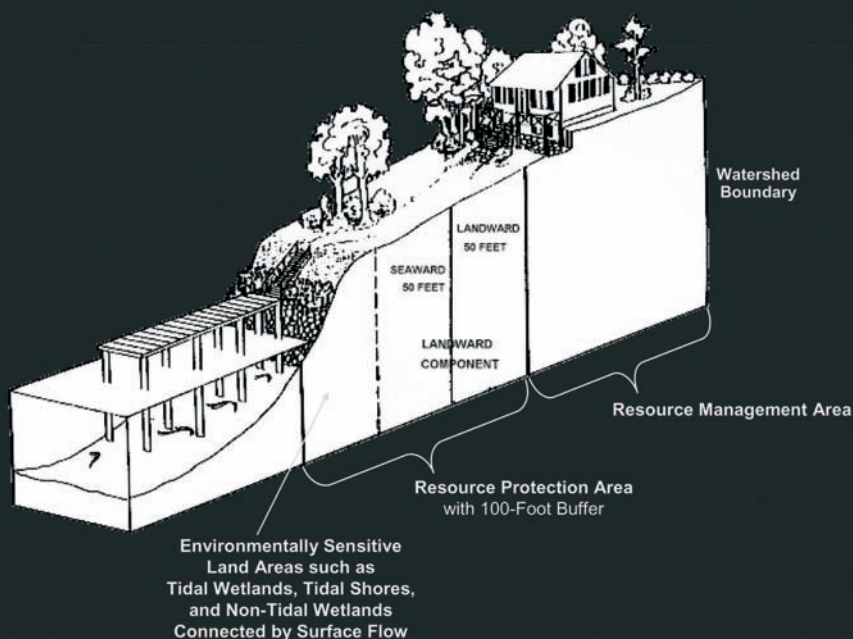 Watershed
Boundary
LANDWARD
50 FEET
SEAWARD
50 FEET
LANDWARD
COMPONENT
Resource Management Area
Resource Protection Area
with 100-Foot Buffer
Environmentally Sensitive
Land Areas such as
Tidal Wetlands, Tidal Shores,
and Non-Tidal Wetlands
Connected by Surface Flow